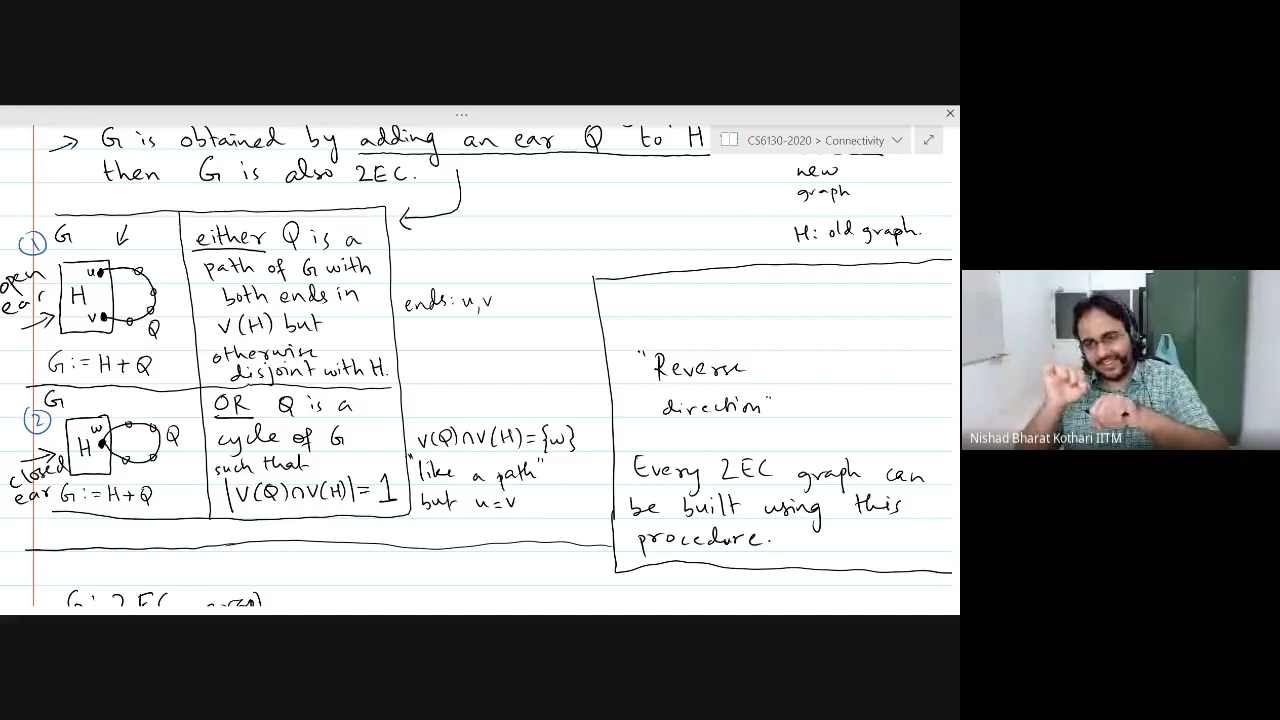 ...
CS6130-2020 > Connectivity
→ G is obtained by adding an ear Q "to" H
then G is also 2EC.
new
graph
H: old graph.
① G
open
ear
u
H
v
Q
G := H + Q
either Q is a
path of G with
both ends in
V(H) but
otherwise
disjoint with H.
ends: u, v
② G
w
H
Q
closed
ear G := H + Q
OR Q is a
cycle of G
such that
|V(Q)∩V(H)| = 1
V(Q)∩V(H) = {w}
"like a path"
but u=v
"Reverse
direction"
Every 2EC graph can
be built using this
procedure.
Nishad Bharat Kothari IITM